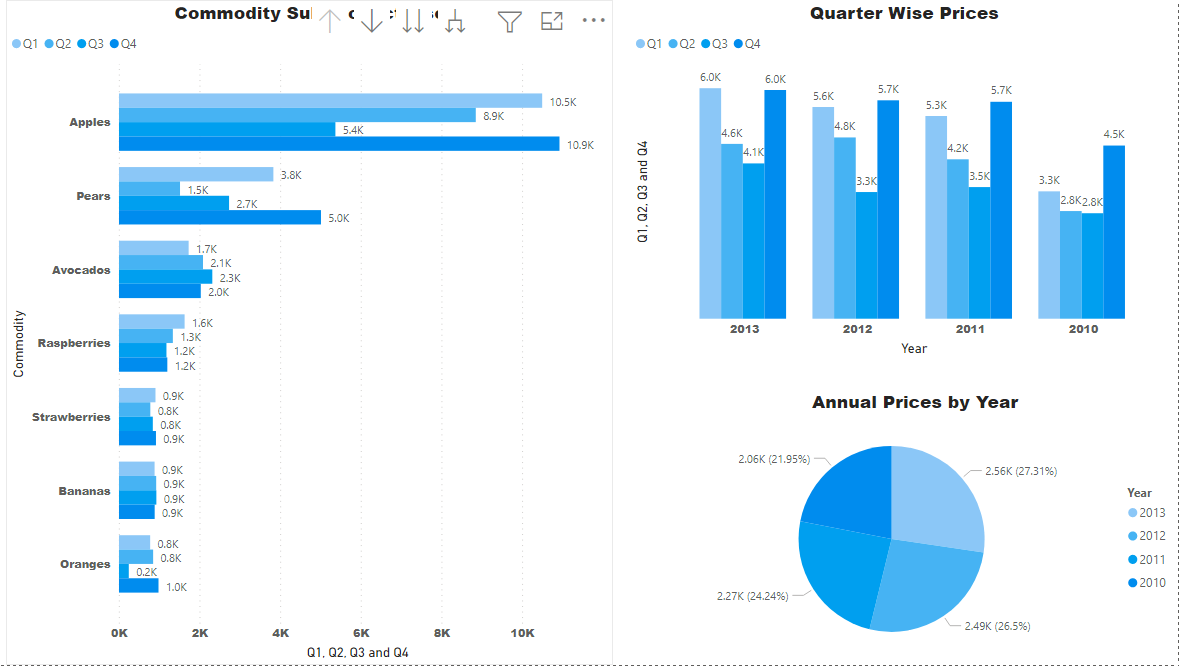 Commodity
Q1 Q2 Q3 Q4
Commodity
Apples
10.5K
8.9K
5.4K
10.9K
Pears
3.8K
1.5K
2.7K
5.0K
Avocados
1.7K
2.1K
2.3K
2.0K
Raspberries
1.6K
1.3K
1.2K
1.2K
Strawberries
0.9K
0.8K
0.8K
0.9K
Bananas
0.9K
0.9K
0.9K
0.9K
Oranges
0.8K
0.8K
0.2K
1.0K
0K 2K 4K 6K 8K 10K
Q1, Q2, Q3 and Q4
Quarter Wise Prices
Q1 Q2 Q3 Q4
Q1, Q2, Q3 and Q4
6.0K 4.6K 4.1K 6.0K
5.6K 4.8K 3.3K 5.7K
5.3K 4.2K 3.5K 5.7K
3.3K 2.8K 2.8K 4.5K
2013 2012 2011 2010
Year
Annual Prices by Year
2.06K (21.95%)
2.56K (27.31%)
2.27K (24.24%)
2.49K (26.5%)
Year
2013
2012
2011
2010